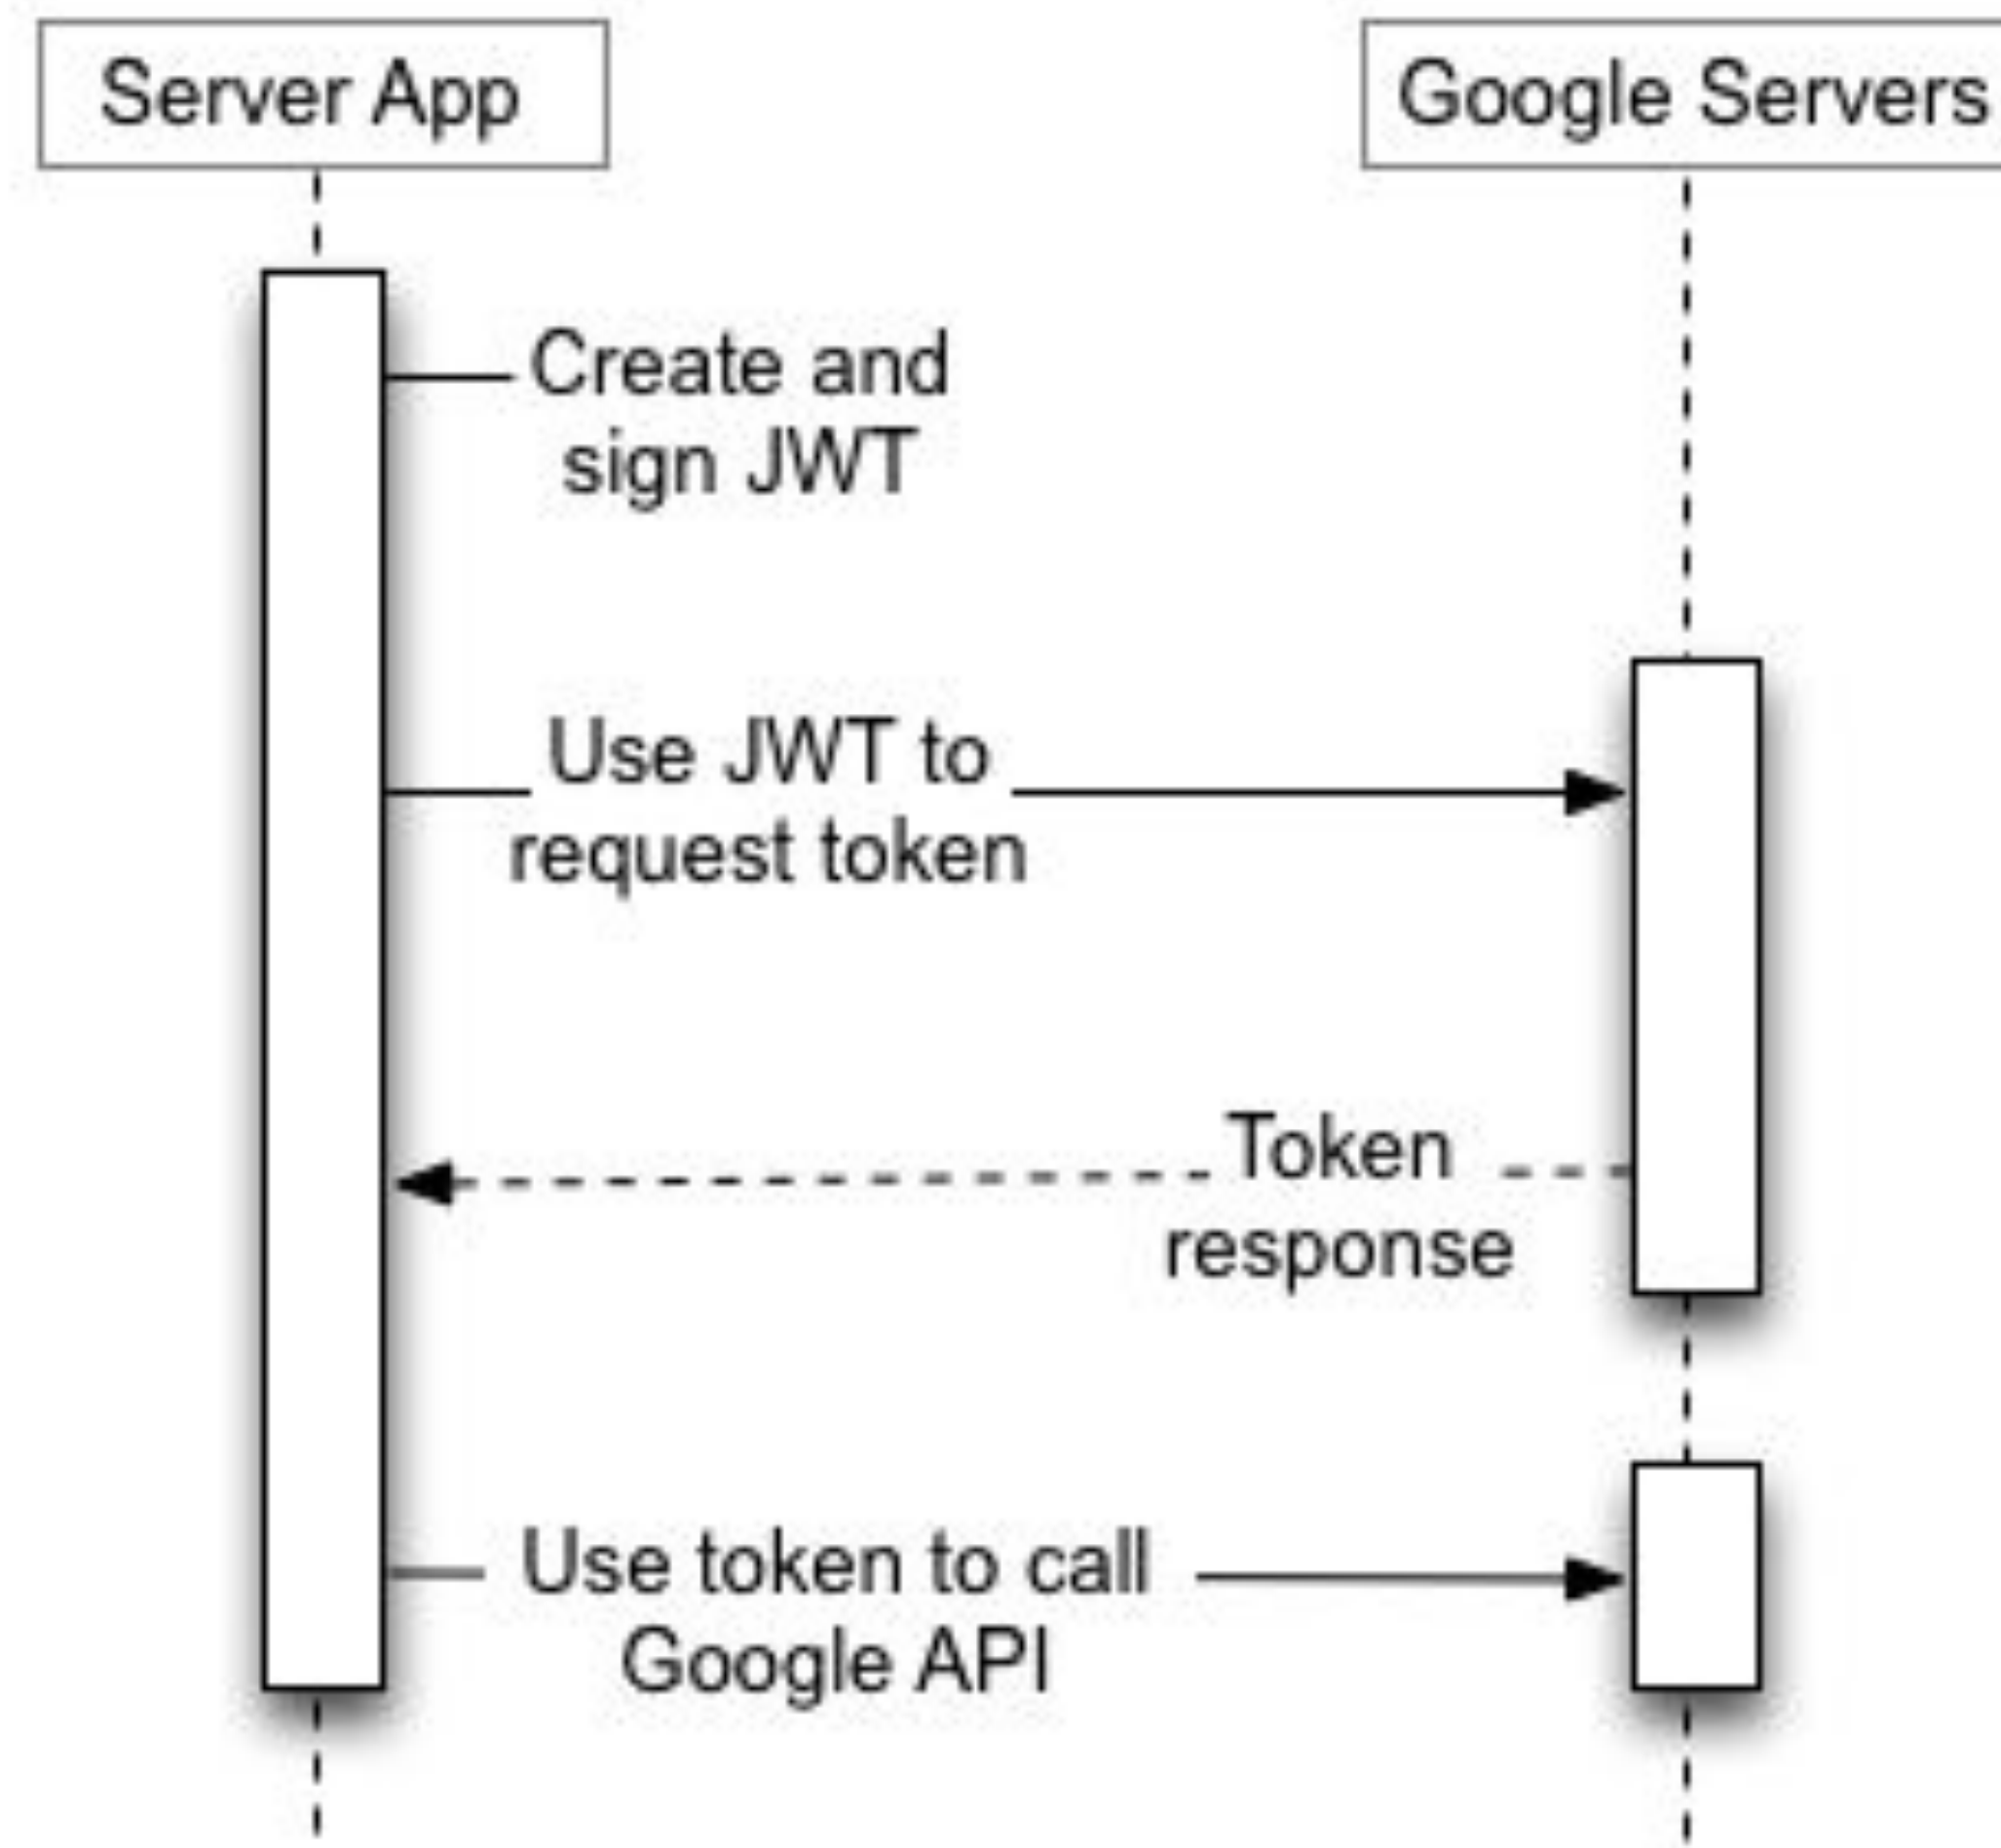 Server App
Google Servers
Create and
sign JWT
Use JWT to
request token
Token
response
Use token to call
Google API